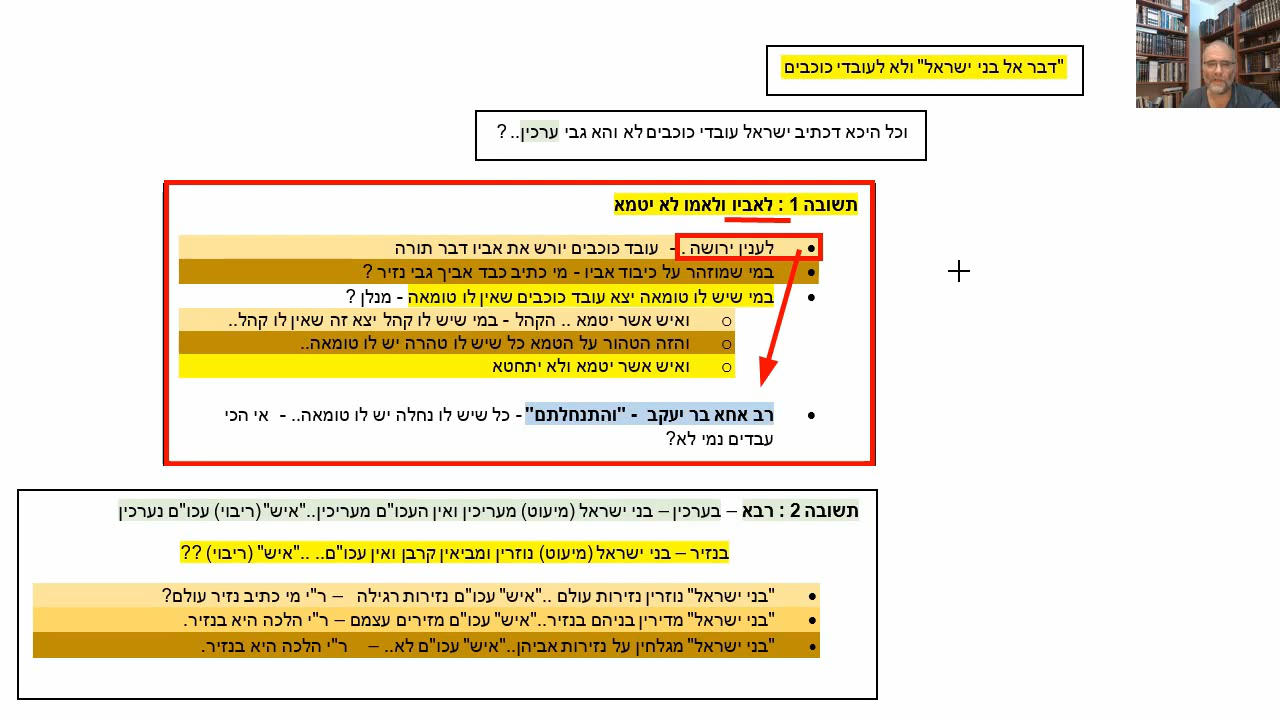 "דבר אל בני ישראל" ולא לעובדי כוכבים
וכל היכא דכתיב ישראל עובדי כוכבים לא והא גבי ערכין.. ?
תשובה 1 : לאביו ולאמו לא יטמא
• לענין ירושה . - עובד כוכבים יורש את אביו דבר תורה
• במי שמוזהר על כיבוד אביו - מי כתיב כבד אביך גבי נזיר ?
• במי שיש לו טומאה יצא עובד כוכבים שאין לו טומאה - מנלן ?
○ ואיש אשר יטמא .. הקהל - במי שיש לו קהל יצא זה שאין לו קהל..
○ והזה הטהור על הטמא כל שיש לו טהרה יש לו טומאה..
○ ואיש אשר יטמא ולא יתחטא
• רב אחא בר יעקב - "והתנחלתם" - כל שיש לו נחלה יש לו טומאה.. - אי הכי
עבדים נמי לא?
תשובה 2 : רבא – בערכין – בני ישראל (מיעוט) מעריכין ואין העכו"ם מעריכין.."איש" (ריבוי) עכו"ם נערכין
בנזיר – בני ישראל (מיעוט) נוזרין ומביאין קרבן ואין עכו"ם.. .."איש" (ריבוי) ??
• "בני ישראל" נוזרין נזירות עולם .."איש" עכו"ם נזירות רגילה – ר"י מי כתיב נזיר עולם?
• "בני ישראל" מדירין בניהם בנזיר.."איש" עכו"ם מזירים עצמם – ר"י הלכה היא בנזיר.
• "בני ישראל" מגלחין על נזירות אביהן.."איש" עכו"ם לא.. – ר"י הלכה היא בנזיר.